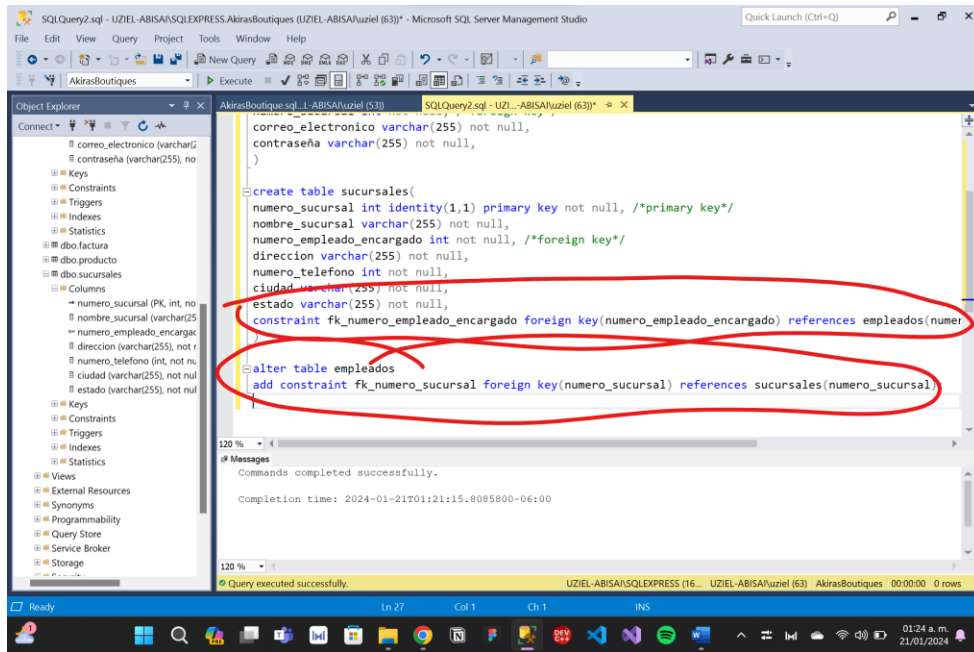 SQLQuery2.sql - UZIEL-ABISAI\SQLEXPRESS.AkirasBoutiques (UZIEL-ABISAI\uziel (63))* - Microsoft SQL Server Management Studio
Quick Launch (Ctrl+Q)
File Edit View Query Project Tools Window Help
New Query
AkirasBoutiques
Execute
Object Explorer
AkirasBoutique.sql...L-ABISAI\uziel (53))
SQLQuery2.sql - UZI...-ABISAI\uziel (63))*
Connect
correo_electronico (varchar(2
contraseña (varchar(255), no
Keys
Constraints
Triggers
Indexes
Statistics
dbo.factura
dbo.producto
dbo.sucursales
Columns
numero_sucursal (PK, int, no
nombre_sucursal (varchar(25
numero_empleado_encargac
direccion (varchar(255), not r
numero_telefono (int, not nu
ciudad (varchar(255), not nul
estado (varchar(255), not nul
Keys
Constraints
Triggers
Indexes
Statistics
Views
External Resources
Synonyms
Programmability
Query Store
Service Broker
Storage
correo_electronico varchar(255) not null,
contraseña varchar(255) not null,
)
create table sucursales(
numero_sucursal int identity(1,1) primary key not null, /*primary key*/
nombre_sucursal varchar(255) not null,
numero_empleado_encargado int not null, /*foreign key*/
direccion varchar(255) not null,
numero_telefono int not null,
ciudad varchar(255) not null,
estado varchar(255) not null,
constraint fk_numero_empleado_encargado foreign key(numero_empleado_encargado) references empleados(numer
)
alter table empleados
add constraint fk_numero_sucursal foreign key(numero_sucursal) references sucursales(numero_sucursal)
120 %
Messages
Commands completed successfully.
Completion time: 2024-01-21T01:21:15.8085800-06:00
120 %
Query executed successfully.
UZIEL-ABISAI\SQLEXPRESS (16... UZIEL-ABISAI\uziel (63) AkirasBoutiques 00:00:00 0 rows
Ready Ln 27 Col 1 Ch 1 INS
01:24 a. m.
21/01/2024